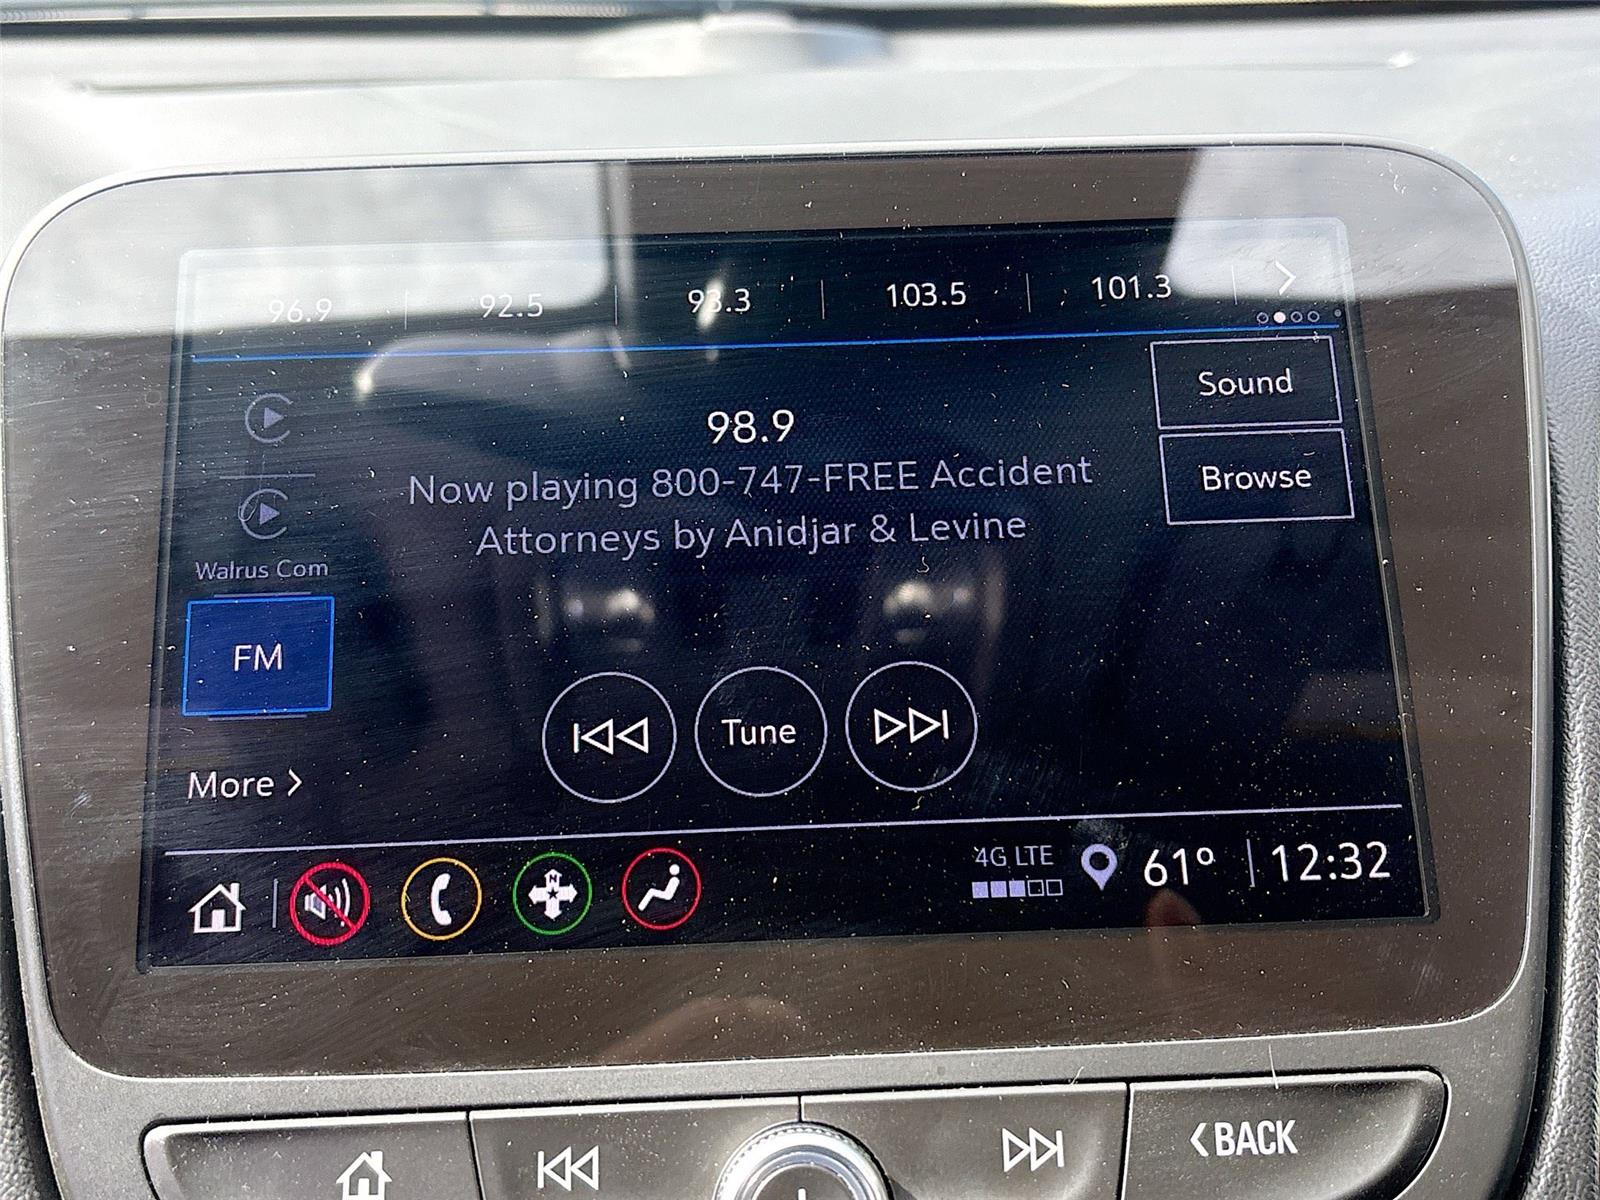 96.9 92.5 93.3 103.5 101.3
Sound
98.9
Browse
Now playing 800-747-FREE Accident
Attorneys by Anidjar & Levine
Walrus Com
FM
Tune
More
4G LTE
61° 12:32
N
BACK